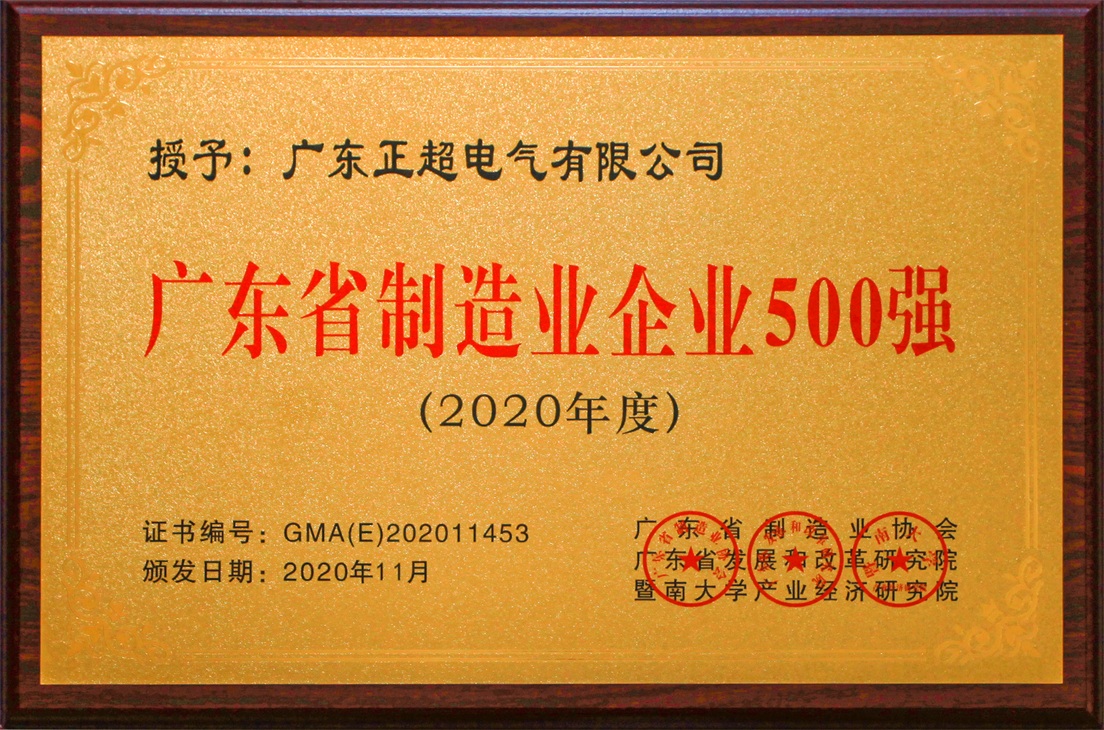 授予：广东正超电气有限公司
广东省制造业企业500强
(2020年度)
证书编号：GMA(E)202011453
颁发日期：2020年11月
广东省制造业协会
广东省发展和改革研究院
暨南大学产业经济研究院